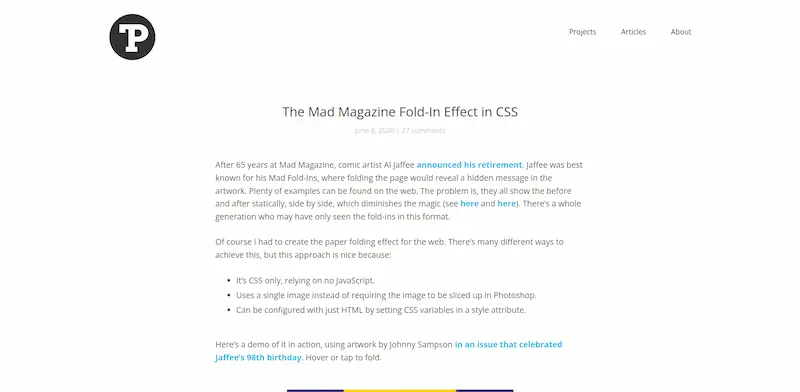 TP
Projects Articles About
The Mad Magazine Fold-In Effect in CSS
June 8, 2020 | 27 comments
After 65 years at Mad Magazine, comic artist Al Jaffee announced his retirement. Jaffee was best
known for his Mad Fold-Ins, where folding the page would reveal a hidden message in the
artwork. Plenty of examples can be found on the web. The problem is, they all show the before
and after statically, side by side, which diminishes the magic (see here and here). There's a whole
generation who may have only seen the fold-ins in this format.
Of course I had to create the paper folding effect for the web. There's many different ways to
achieve this, but this approach is nice because:
• It's CSS only, relying on no JavaScript.
• Uses a single image instead of requiring the image to be sliced up in Photoshop.
• Can be configured with just HTML by setting CSS variables in a style attribute.
Here's a demo of it in action, using artwork by Johnny Sampson in an issue that celebrated
Jaffee's 98th birthday. Hover or tap to fold.